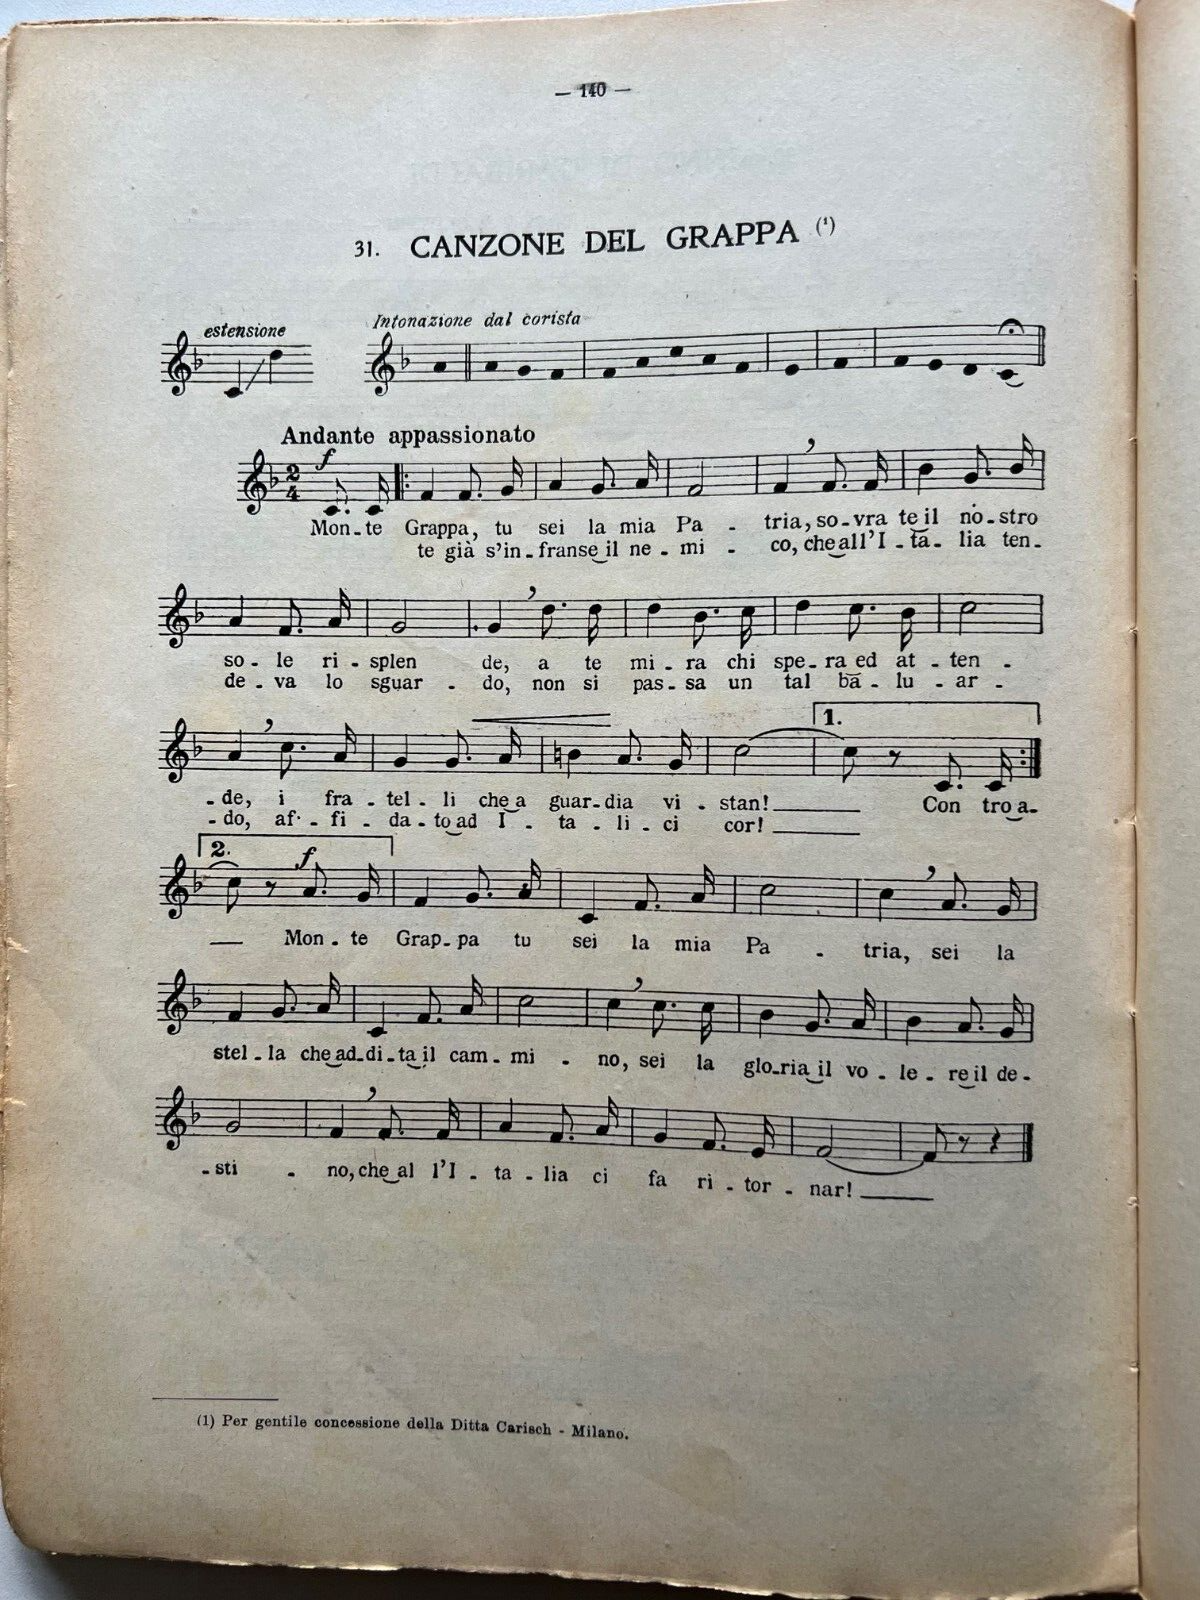 — 140 —
31. CANZONE DEL GRAPPA (¹)
estensione
Intonazione dal corista
Andante appassionato
f
2
4
Mon-te Grappa, tu sei la mia Pa - tria, so-vra te il no-stro
te già s'in-franse il ne-mi - co, che all'I-ta-lia ten-
so-le ri-splen de, a te mi-ra chi spe-ra ed at-ten -
de-va lo sguar - do, non si pas-sa un tal ba-lu-ar -
1.
-de, i fra-tel-li che a guar-dia vi-stan! Con tro a-
-do, af-fi-da-to ad I-ta-li-ci cor!
2.
f
Mon-te Grap-pa tu sei la mia Pa - tria, sei la
stel-la che ad-di-ta il cam-mi - no, sei la glo-ria il vo-le-re il de-
-sti - no, che al l'I-ta-lia ci fa ri-tor-nar!
(1) Per gentile concessione della Ditta Carisch - Milano.